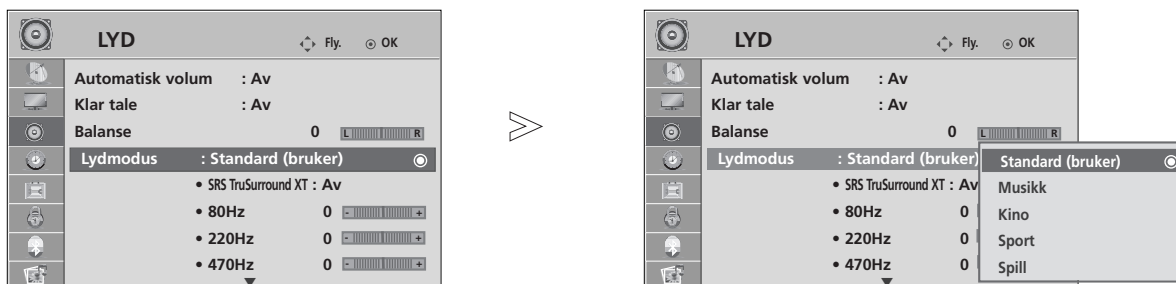 LYD Fly. OK
Automatisk volum : Av
Klar tale : Av
Balanse 0 L R
Lydmodus : Standard (bruker)
• SRS TruSurround XT : Av
• 80Hz 0 - +
• 220Hz 0 - +
• 470Hz 0 - +
LYD Fly. OK
Automatisk volum : Av
Klar tale : Av
Balanse 0 L R
Lydmodus : Standard (bruker)
• SRS TruSurround XT : Av
• 80Hz 0
• 220Hz 0
• 470Hz 0
Standard (bruker)
Musikk
Kino
Sport
Spill